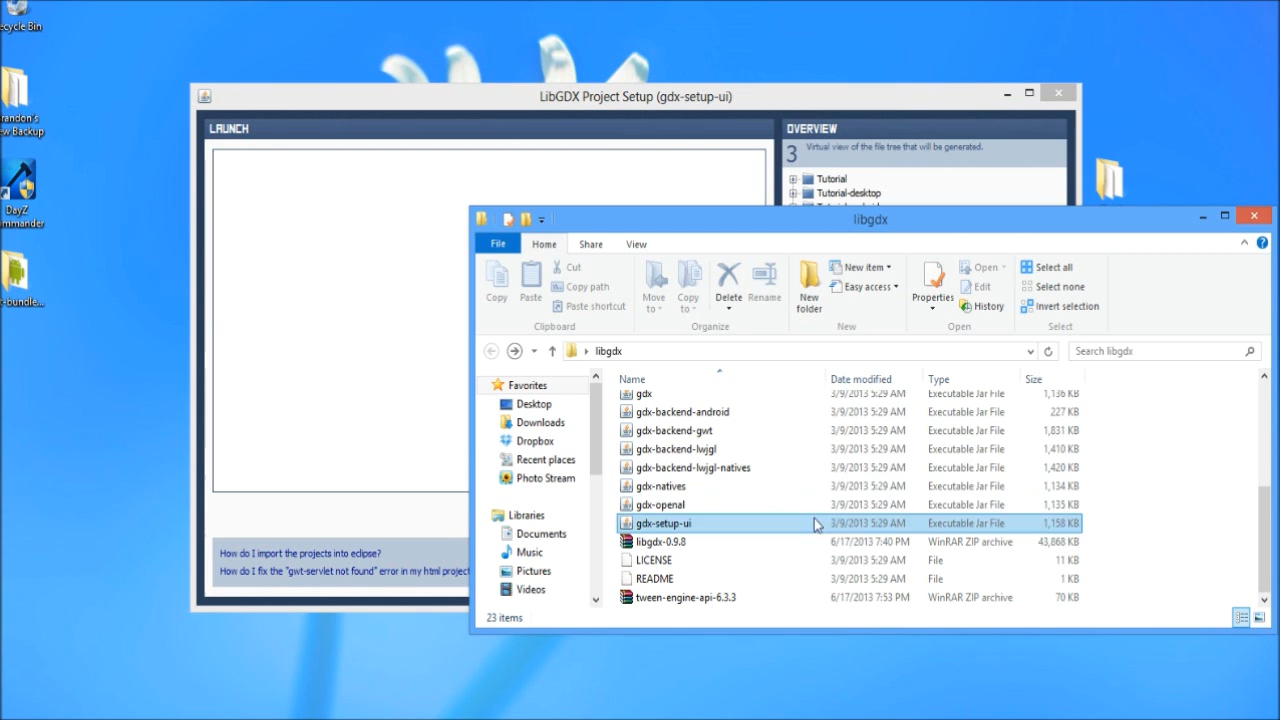 ecycle Bin
randon's
ew Backup
DayZ
mmander
t-bundle...
LibGDX Project Setup (gdx-setup-ui)
LAUNCH
OVERVIEW
3
Virtual view of the file tree that will be generated.
Tutorial
Tutorial-desktop
How do I import the projects into eclipse?
How do I fix the "gwt-servlet not found" error in my html project
libgdx
File
Home
Share
View
Copy
Paste
Cut
Copy path
Paste shortcut
Clipboard
Move to
Copy to
Delete
Rename
Organize
New folder
New item
Easy access
New
Properties
Open
Edit
History
Open
Select all
Select none
Invert selection
Select
libgdx
Search libgdx
Favorites
Desktop
Downloads
Dropbox
Recent places
Photo Stream
Libraries
Documents
Music
Pictures
Videos
Name Date modified Type Size
gdx 3/9/2013 5:29 AM Executable Jar File 1,136 KB
gdx-backend-android 3/9/2013 5:29 AM Executable Jar File 227 KB
gdx-backend-gwt 3/9/2013 5:29 AM Executable Jar File 1,831 KB
gdx-backend-lwjgl 3/9/2013 5:29 AM Executable Jar File 1,410 KB
gdx-backend-lwjgl-natives 3/9/2013 5:29 AM Executable Jar File 1,420 KB
gdx-natives 3/9/2013 5:29 AM Executable Jar File 1,134 KB
gdx-openal 3/9/2013 5:29 AM Executable Jar File 1,135 KB
gdx-setup-ui 3/9/2013 5:29 AM Executable Jar File 1,158 KB
libgdx-0.9.8 6/17/2013 7:40 PM WinRAR ZIP archive 43,868 KB
LICENSE 3/9/2013 5:29 AM File 11 KB
README 3/9/2013 5:29 AM File 1 KB
tween-engine-api-6.3.3 6/17/2013 7:53 PM WinRAR ZIP archive 70 KB
23 items